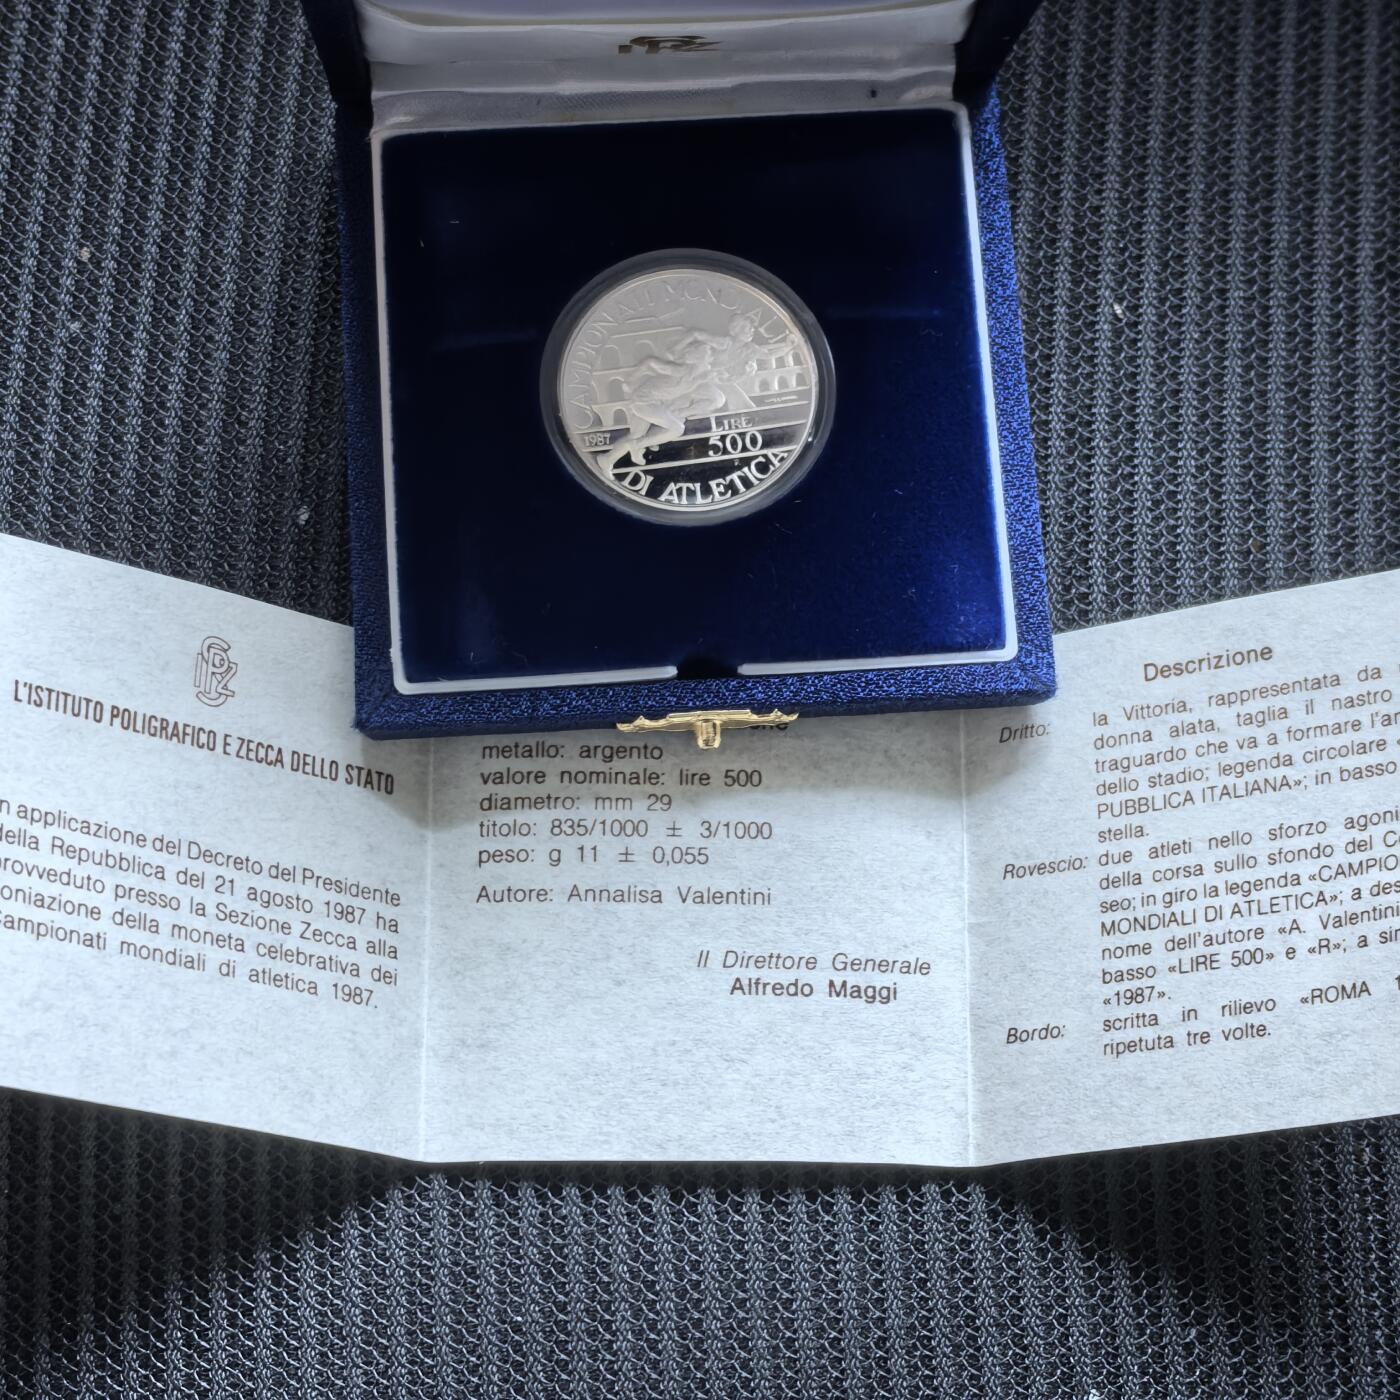 IPZS
CAMPIONATI MONDIALI
1987
LIRE
500
DI ATLETICA
IPZS
L'ISTITUTO POLIGRAFICO E ZECCA DELLO STATO
n applicazione del Decreto del Presidente
della Repubblica del 21 agosto 1987 ha
provveduto presso la Sezione Zecca alla
oniazione della moneta celebrativa dei
Campionati mondiali di atletica 1987.
metallo: argento
valore nominale: lire 500
diametro: mm 29
titolo: 835/1000 ± 3/1000
peso: g 11 ± 0,055
Autore: Annalisa Valentini
Il Direttore Generale
Alfredo Maggi
Descrizione
Dritto: la Vittoria, rappresentata da
donna alata, taglia il nastro
traguardo che va a formare l'a
dello stadio; legenda circolare
PUBBLICA ITALIANA»; in basso
stella.
Rovescio: due atleti nello sforzo agoni
della corsa sullo sfondo del C
seo; in giro la legenda «CAMPIO
MONDIALI DI ATLETICA»; a des
nome dell'autore «A. Valentini
basso «LIRE 500» e «R»; a sin
«1987».
Bordo: scritta in rilievo «ROMA 1
ripetuta tre volte.